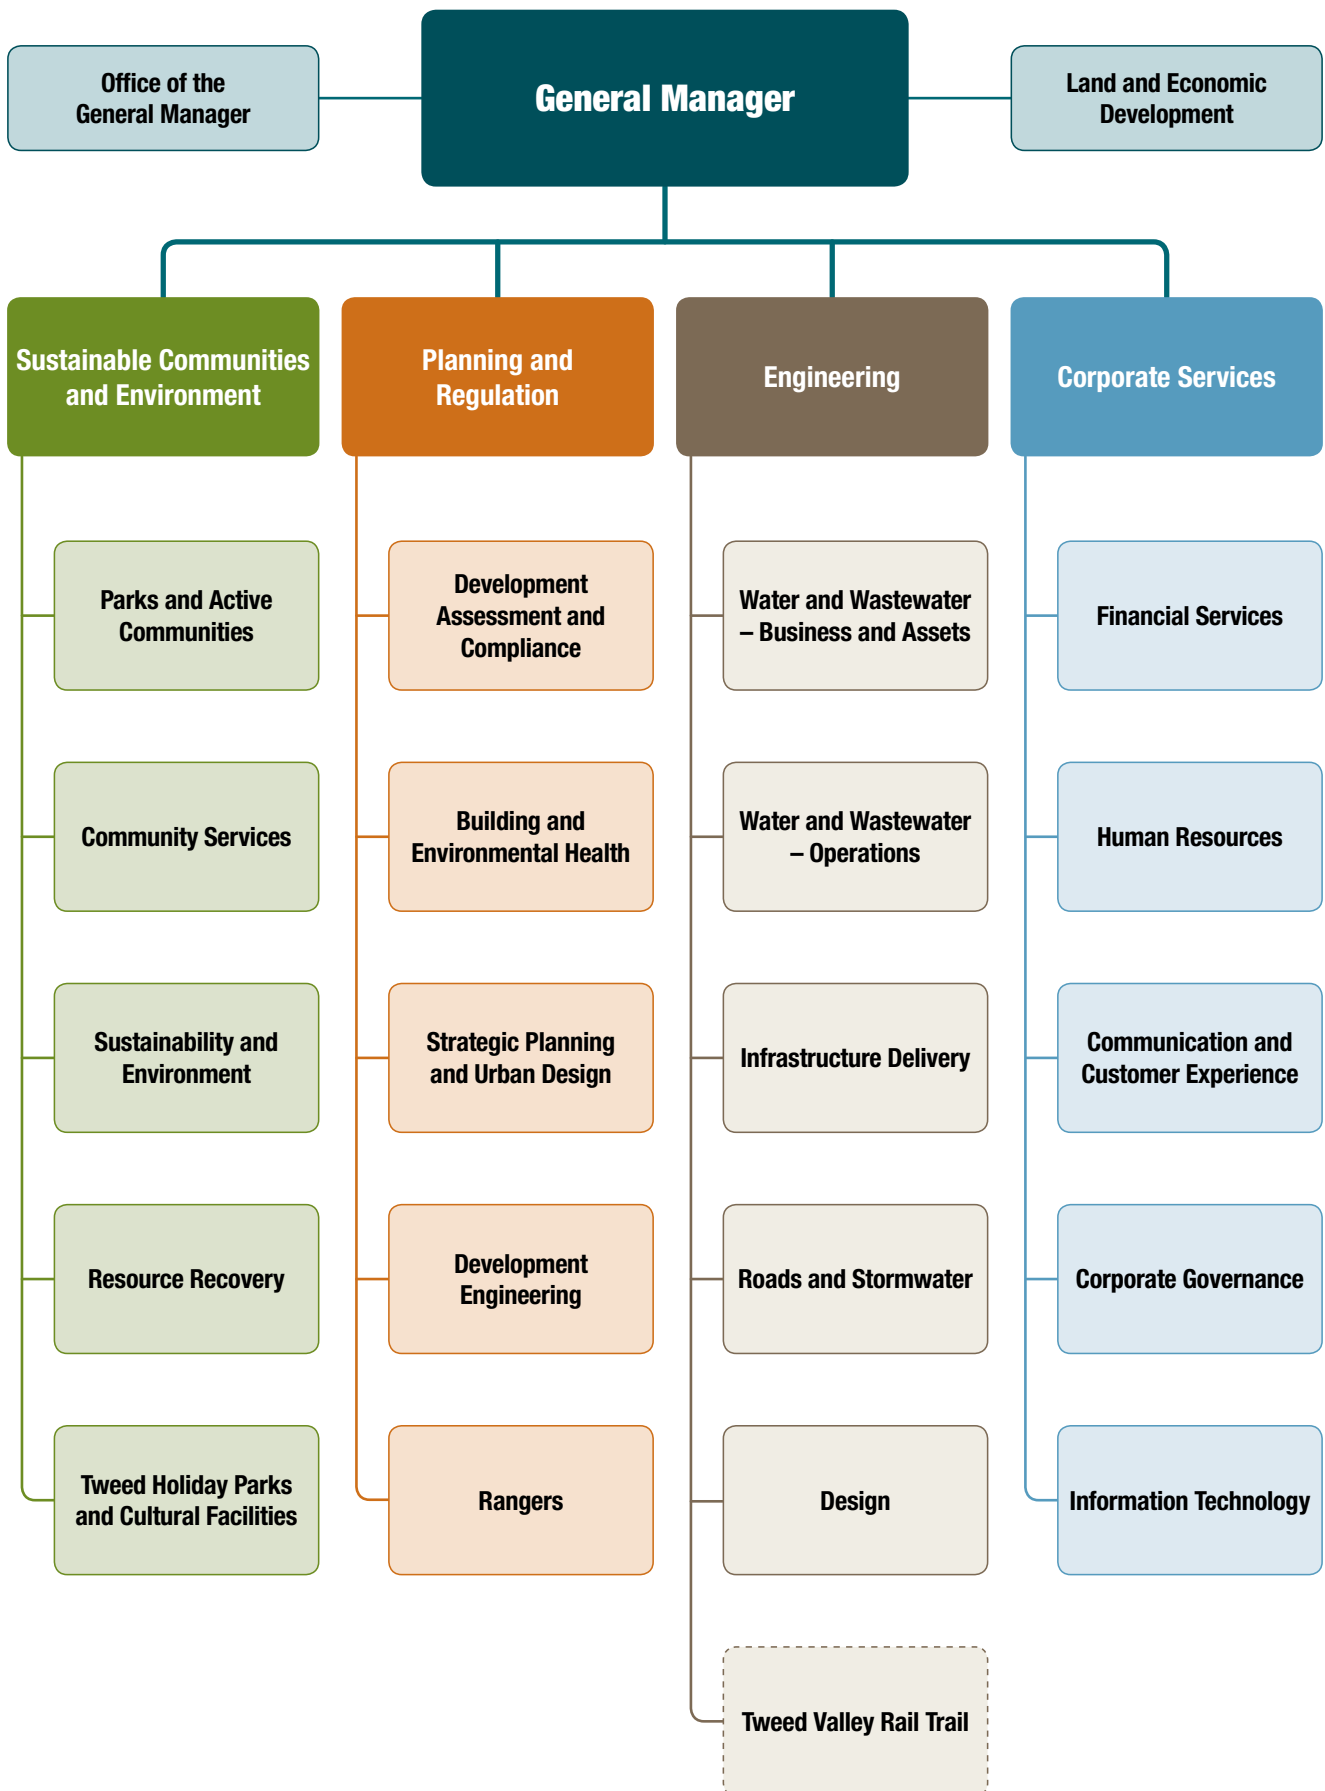 Office of the
General Manager
General Manager
Land and Economic
Development
Sustainable Communities
and Environment
Planning and
Regulation
Engineering
Corporate Services
Parks and Active
Communities
Community Services
Sustainability and
Environment
Resource Recovery
Tweed Holiday Parks
and Cultural Facilities
Development
Assessment and
Compliance
Building and
Environmental Health
Strategic Planning
and Urban Design
Development
Engineering
Rangers
Water and Wastewater
– Business and Assets
Water and Wastewater
– Operations
Infrastructure Delivery
Roads and Stormwater
Design
Tweed Valley Rail Trail
Financial Services
Human Resources
Communication and
Customer Experience
Corporate Governance
Information Technology